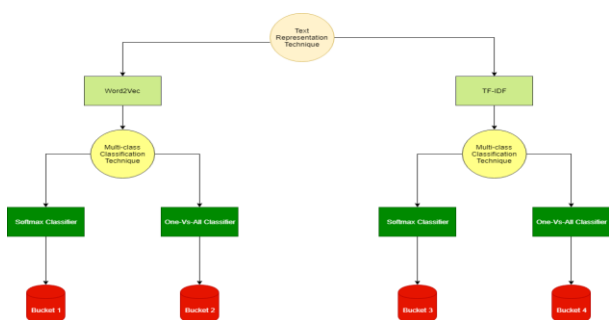 Text
Representation
Technique
Word2Vec
TF-IDF
Multi-class
Classification
Technique
Multi-class
Classification
Technique
Softmax Classifier
One-Vs-All Classifier
Softmax Classifier
One-Vs-All Classifier
Bucket 1
Bucket 2
Bucket 3
Bucket 4